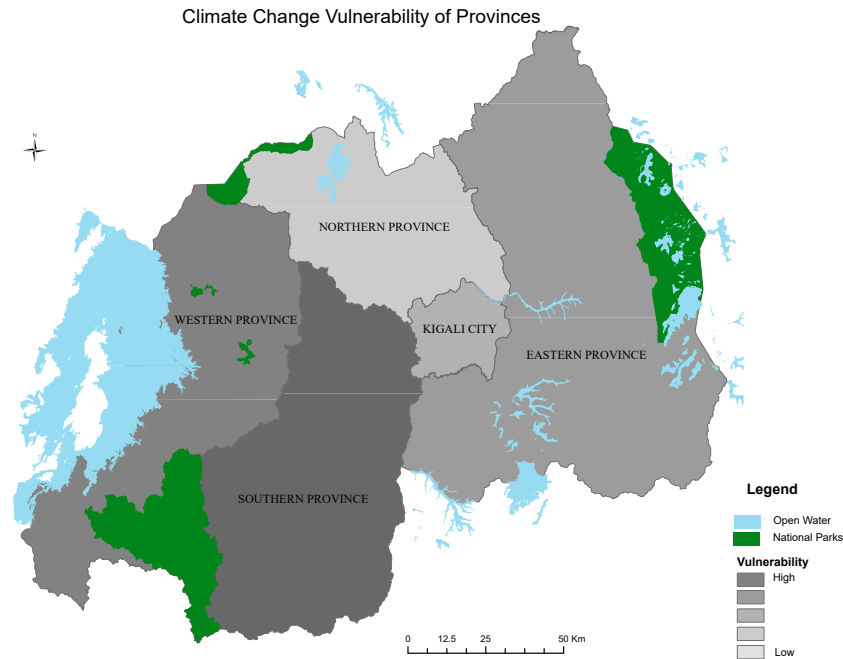 Climate Change Vulnerability of Provinces
N
NORTHERN PROVINCE
WESTERN PROVINCE
KIGALI CITY
EASTERN PROVINCE
SOUTHERN PROVINCE
Legend
Open Water
National Parks
Vulnerability
High
Low
0 12.5 25 50 Km